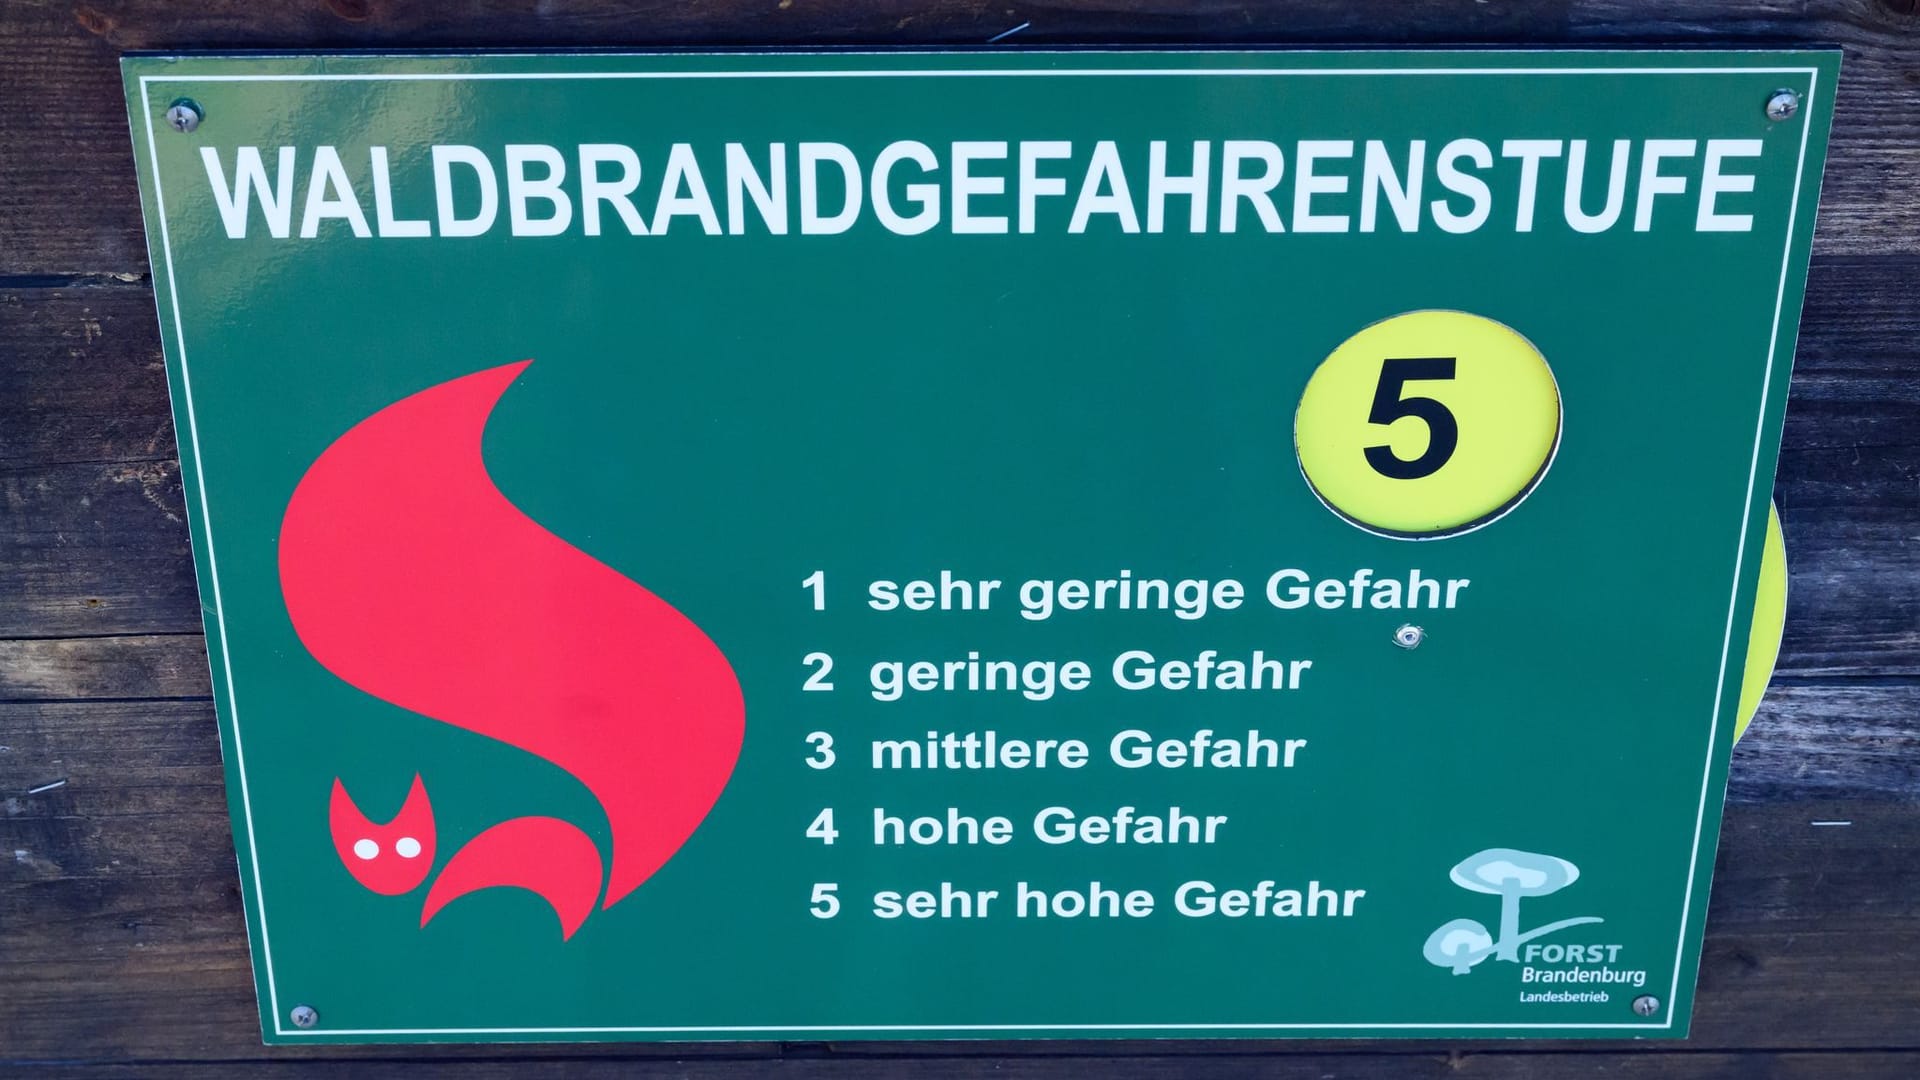 WALDBRANDGEFAHRENSTUFE
5
1 sehr geringe Gefahr
2 geringe Gefahr
3 mittlere Gefahr
4 hohe Gefahr
5 sehr hohe Gefahr
FORST
Brandenburg
Landesbetrieb